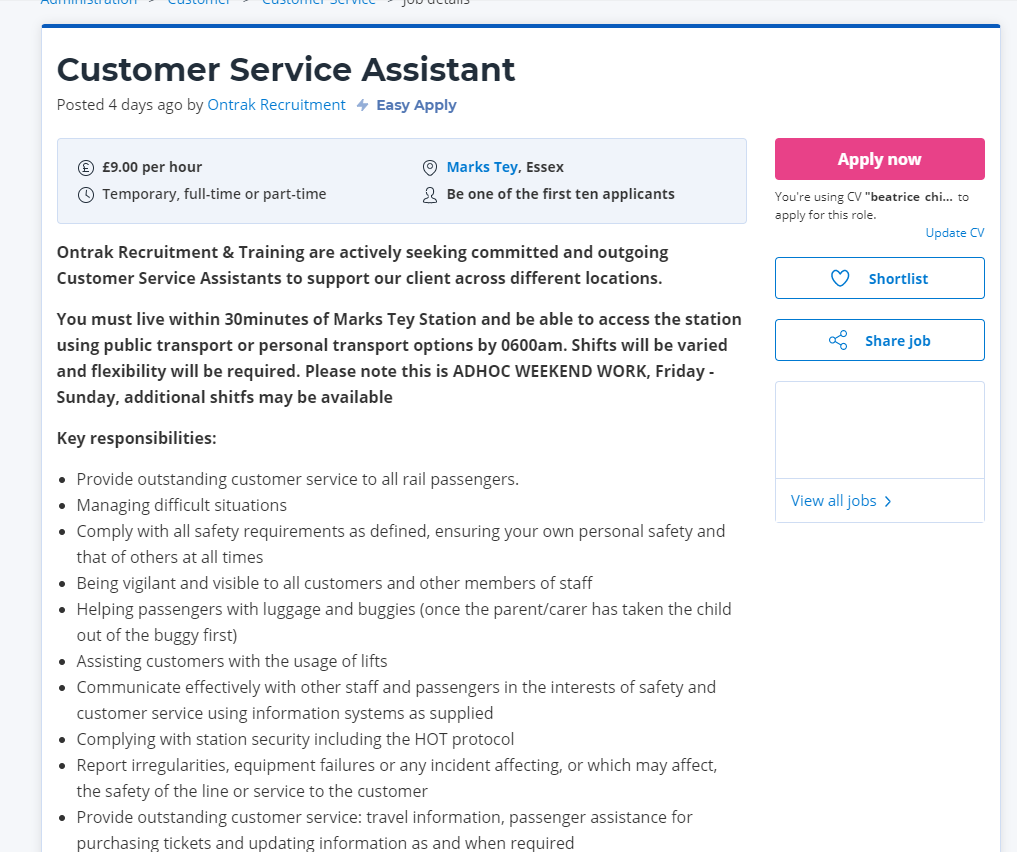 Administration > Customer > Customer Service > Job details
Customer Service Assistant
Posted 4 days ago by Ontrak Recruitment Easy Apply
£9.00 per hour
Marks Tey, Essex
Temporary, full-time or part-time
Be one of the first ten applicants
Apply now
You're using CV "beatrice chi... to
apply for this role.
Update CV
Shortlist
Share job
View all jobs >
Ontrak Recruitment & Training are actively seeking committed and outgoing
Customer Service Assistants to support our client across different locations.
You must live within 30minutes of Marks Tey Station and be able to access the station
using public transport or personal transport options by 0600am. Shifts will be varied
and flexibility will be required. Please note this is ADHOC WEEKEND WORK, Friday -
Sunday, additional shitfs may be available
Key responsibilities:
• Provide outstanding customer service to all rail passengers.
• Managing difficult situations
• Comply with all safety requirements as defined, ensuring your own personal safety and
that of others at all times
• Being vigilant and visible to all customers and other members of staff
• Helping passengers with luggage and buggies (once the parent/carer has taken the child
out of the buggy first)
• Assisting customers with the usage of lifts
• Communicate effectively with other staff and passengers in the interests of safety and
customer service using information systems as supplied
• Complying with station security including the HOT protocol
• Report irregularities, equipment failures or any incident affecting, or which may affect,
the safety of the line or service to the customer
• Provide outstanding customer service: travel information, passenger assistance for
purchasing tickets and updating information as and when required